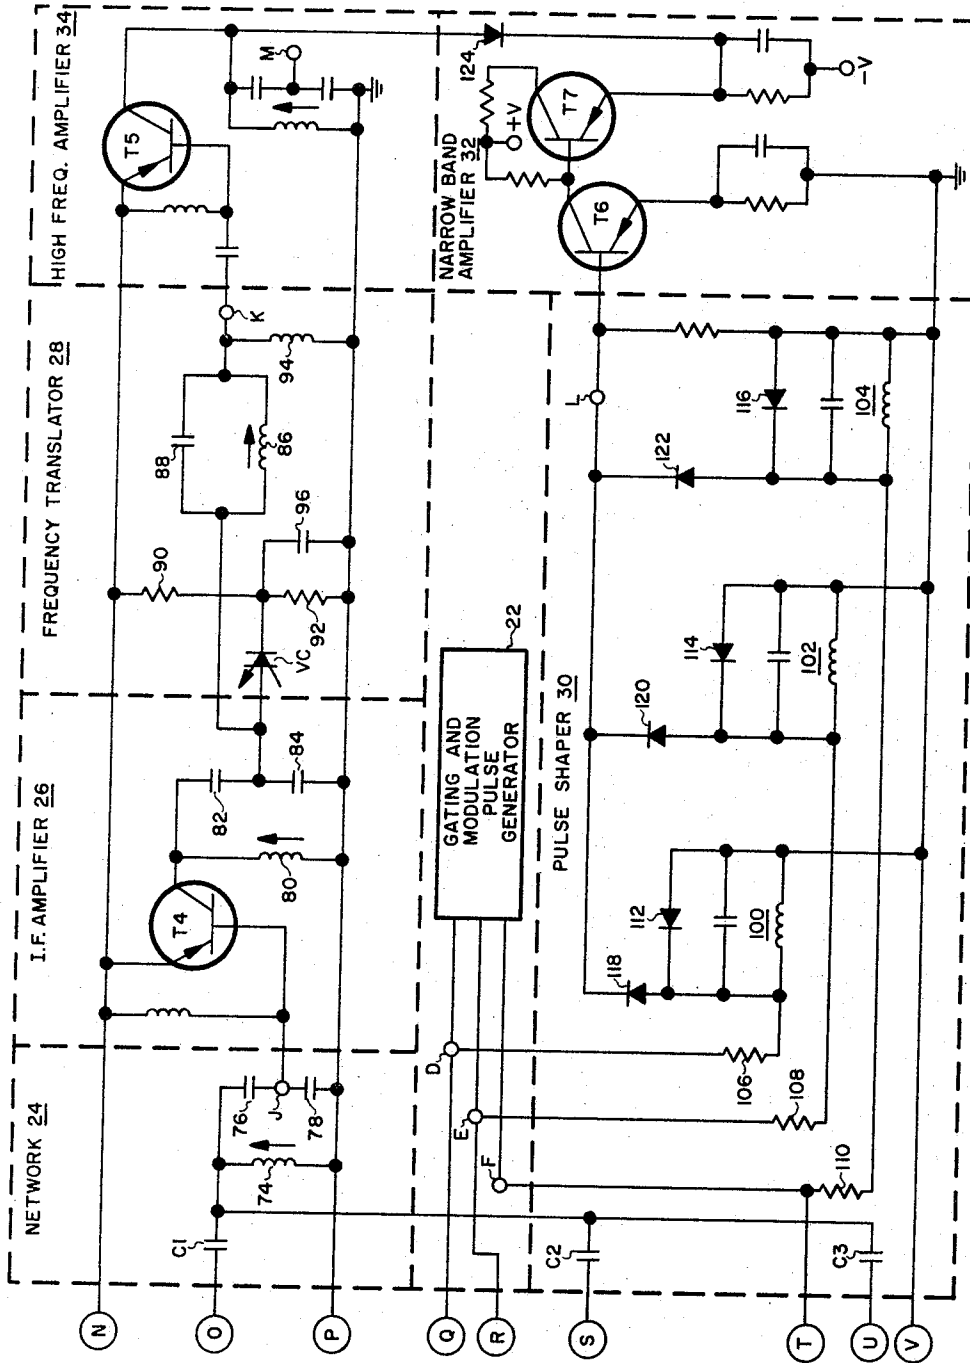 NETWORK 24
I.F. AMPLIFIER 26
FREQUENCY TRANSLATOR 28
HIGH FREQ. AMPLIFIER 34
N
O
P
C1
74
76
J
78
T4
80
82
84
VC
90
92
96
88
86
94
K
T5
M
Q
R
D
E
F
GATING AND
MODULATION
PULSE
GENERATOR
22
NARROW BAND
AMPLIFIER 32
+V
124
T6
T7
-V
PULSE SHAPER 30
S
T
U
V
C2
C3
106
108
110
118
112
100
120
114
102
122
116
104
L